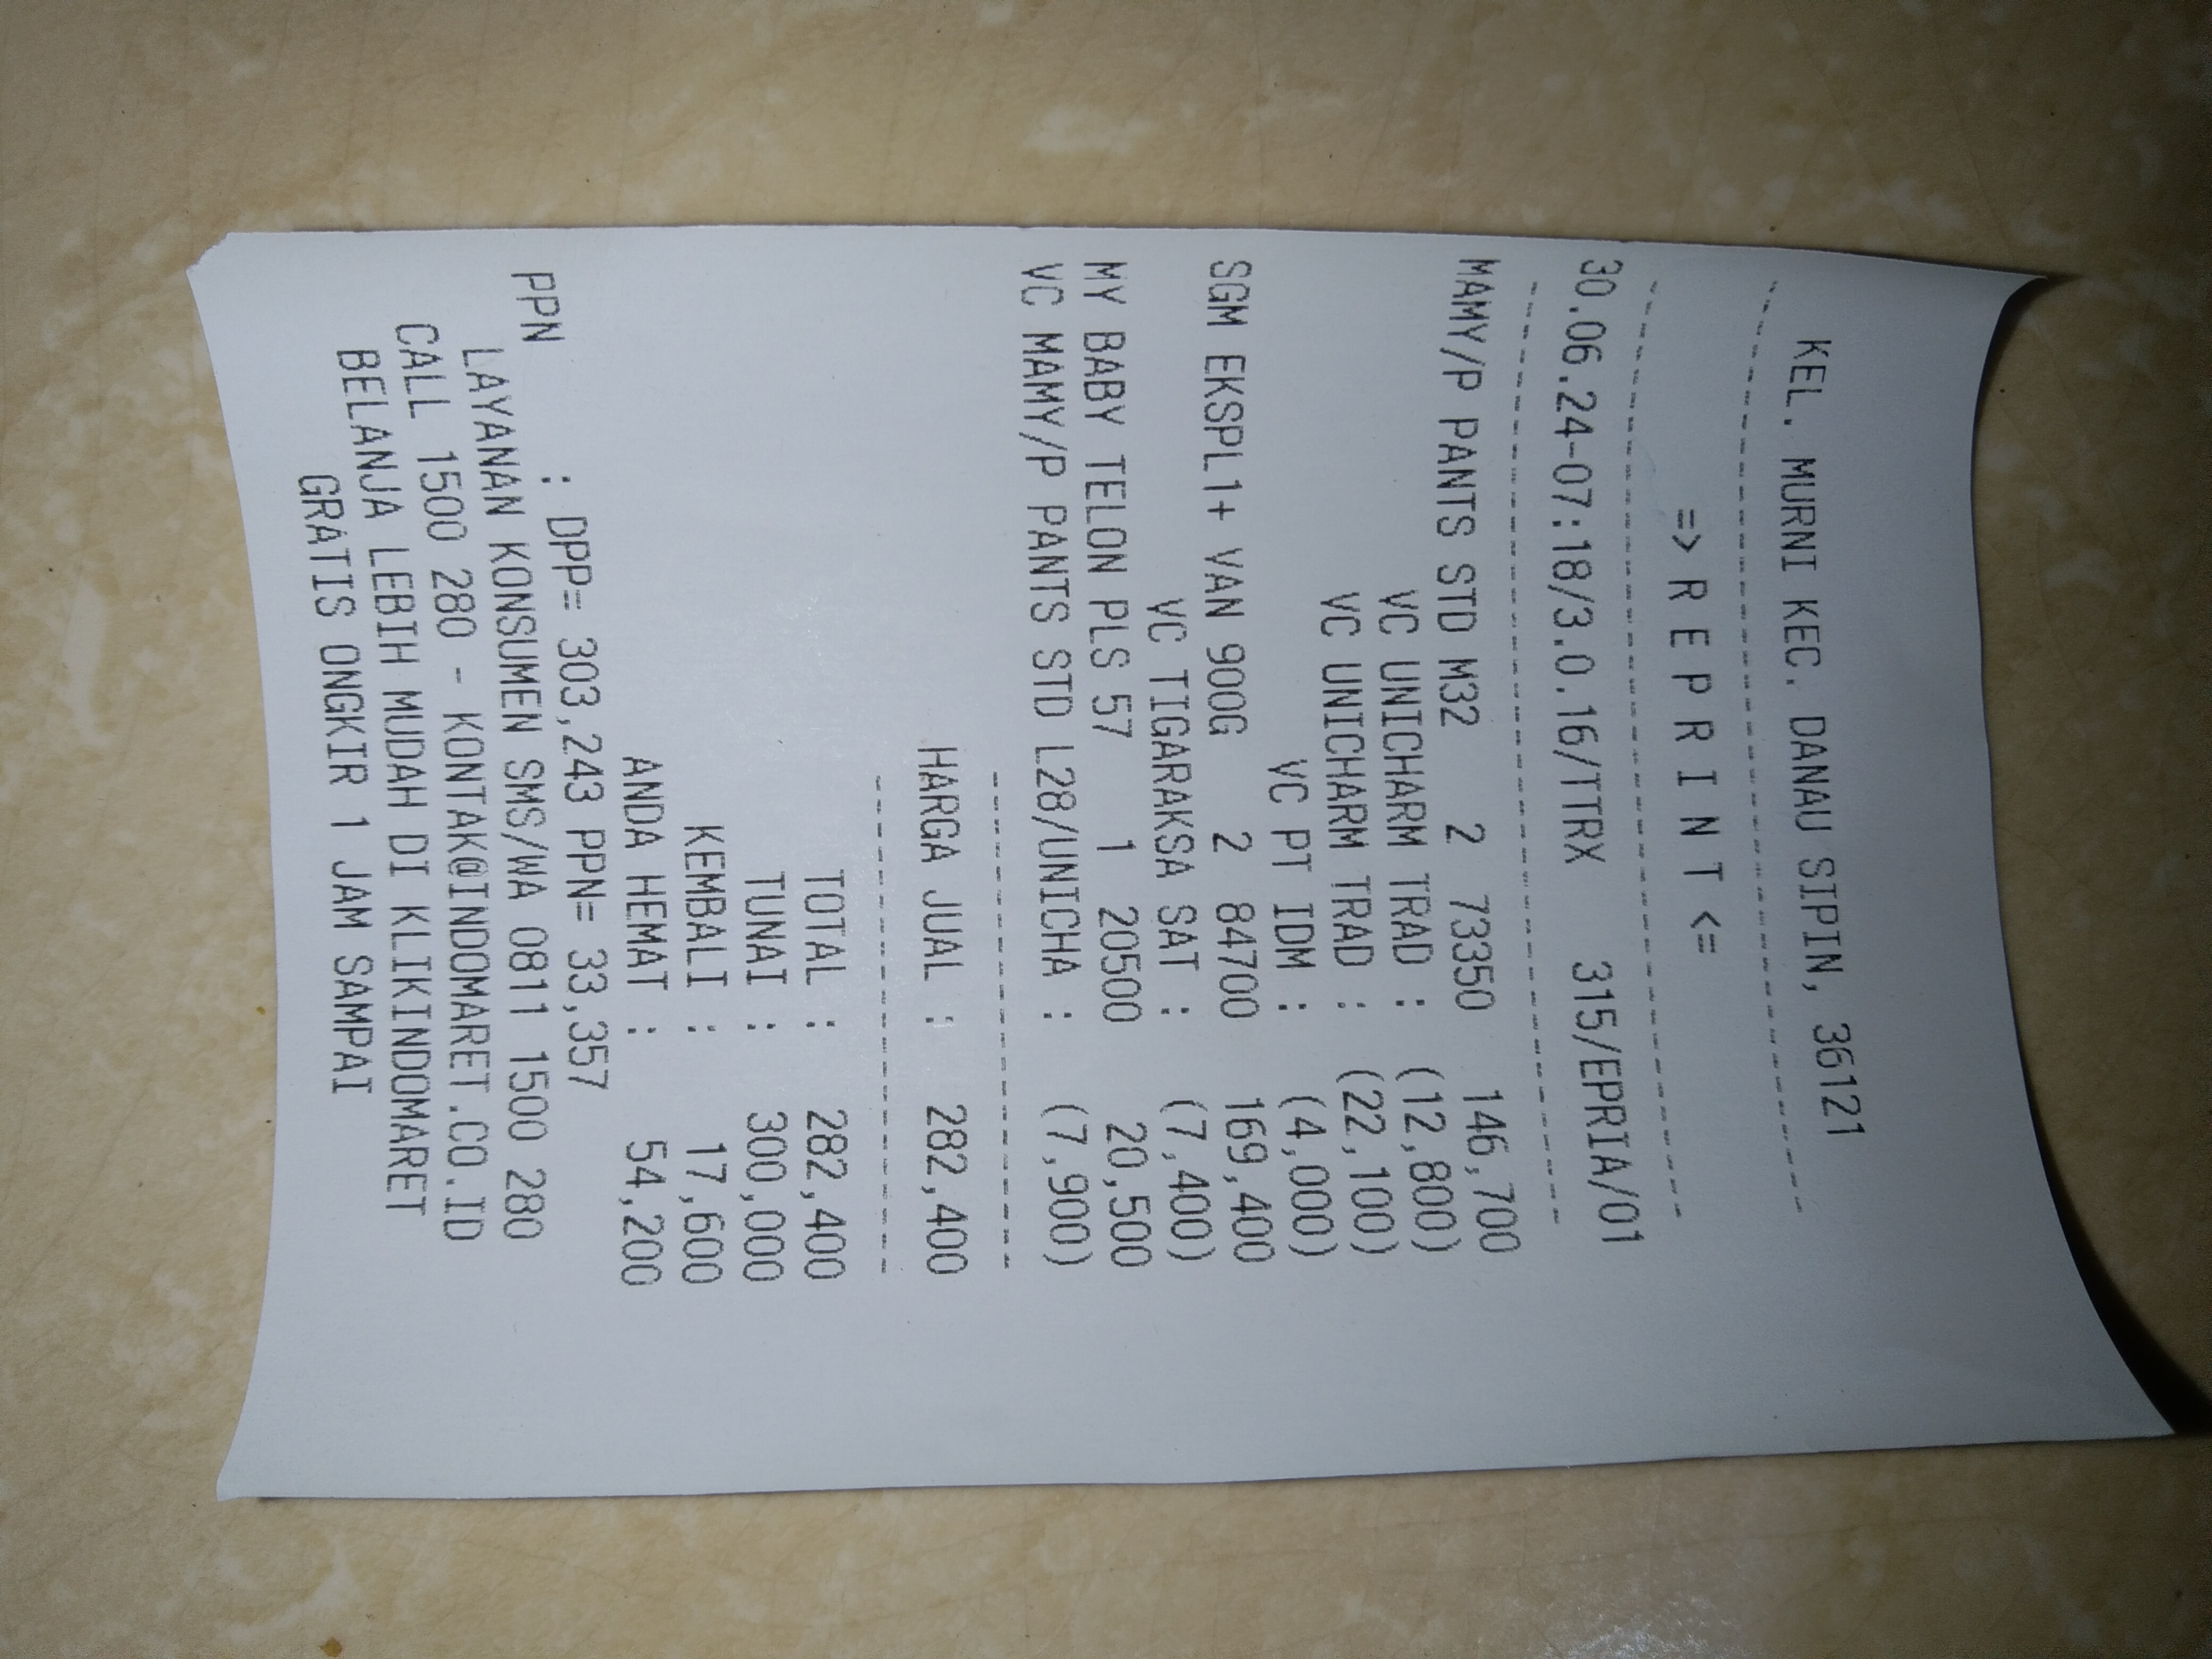 KEL. MURNI KEC. DANAU SIPIN, 36121
=> R E P R I N T <=
30.06.24-07:18/3.0.16/TTRX 315/EPRIA/01
MAMY/P PANTS STD M32 2 73350 146,700
VC UNICHARM TRAD : (12,800)
VC UNICHARM TRAD : (22,100)
VC PT IDM : (4,000)
SGM EKSPL1+ VAN 900G 2 84700 169,400
VC TIGARAKSA SAT : (7,400)
MY BABY TELON PLS 57 1 20500 20,500
VC MAMY/P PANTS STD L28/UNICHA : (7,900)
HARGA JUAL : 282,400
TOTAL : 282,400
TUNAI : 300,000
KEMBALI : 17,600
ANDA HEMAT : 54,200
PPN : DPP= 303,243 PPN= 33,357
LAYANAN KONSUMEN SMS/WA 0811 1500 280
CALL 1500 280 - KONTAK@INDOMARET.CO.ID
BELANJA LEBIH MUDAH DI KLIKINDOMARET
GRATIS ONGKIR 1 JAM SAMPAI